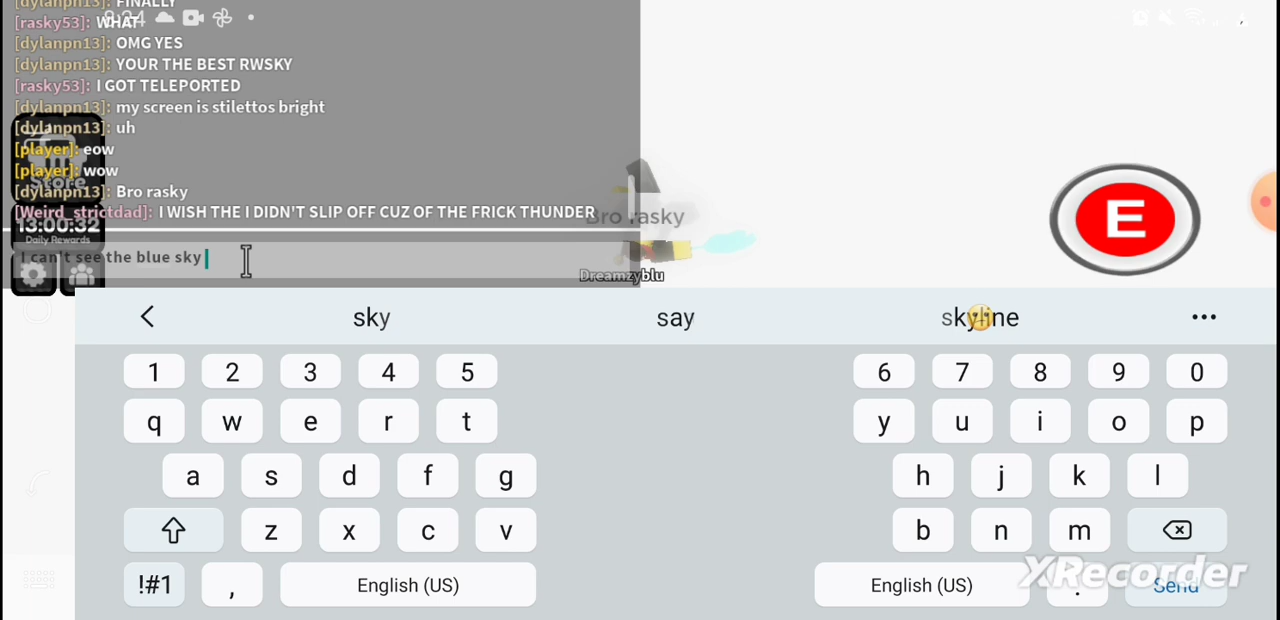 [dylanpn13]: FINALLY
[rasky53]: WHAT
[dylanpn13]: OMG YES
[dylanpn13]: YOUR THE BEST RWSKY
[rasky53]: I GOT TELEPORTED
[dylanpn13]: my screen is stilettos bright
[dylanpn13]: uh
[player]: eow
[player]: wow
Store
[dylanpn13]: Bro rasky
[Weird_strictdad]: I WISH THE I DIDN'T SLIP OFF CUZ OF THE FRICK THUNDER
13:00:32
Daily Rewards
Bro rasky
Dreamzyblu
E
I can't see the blue sky
sky say skyline
1 2 3 4 5 6 7 8 9 0
q w e r t y u i o p
a s d f g h j k l
z x c v b n m
!#1 , English (US) English (US) . Send
XRecorder